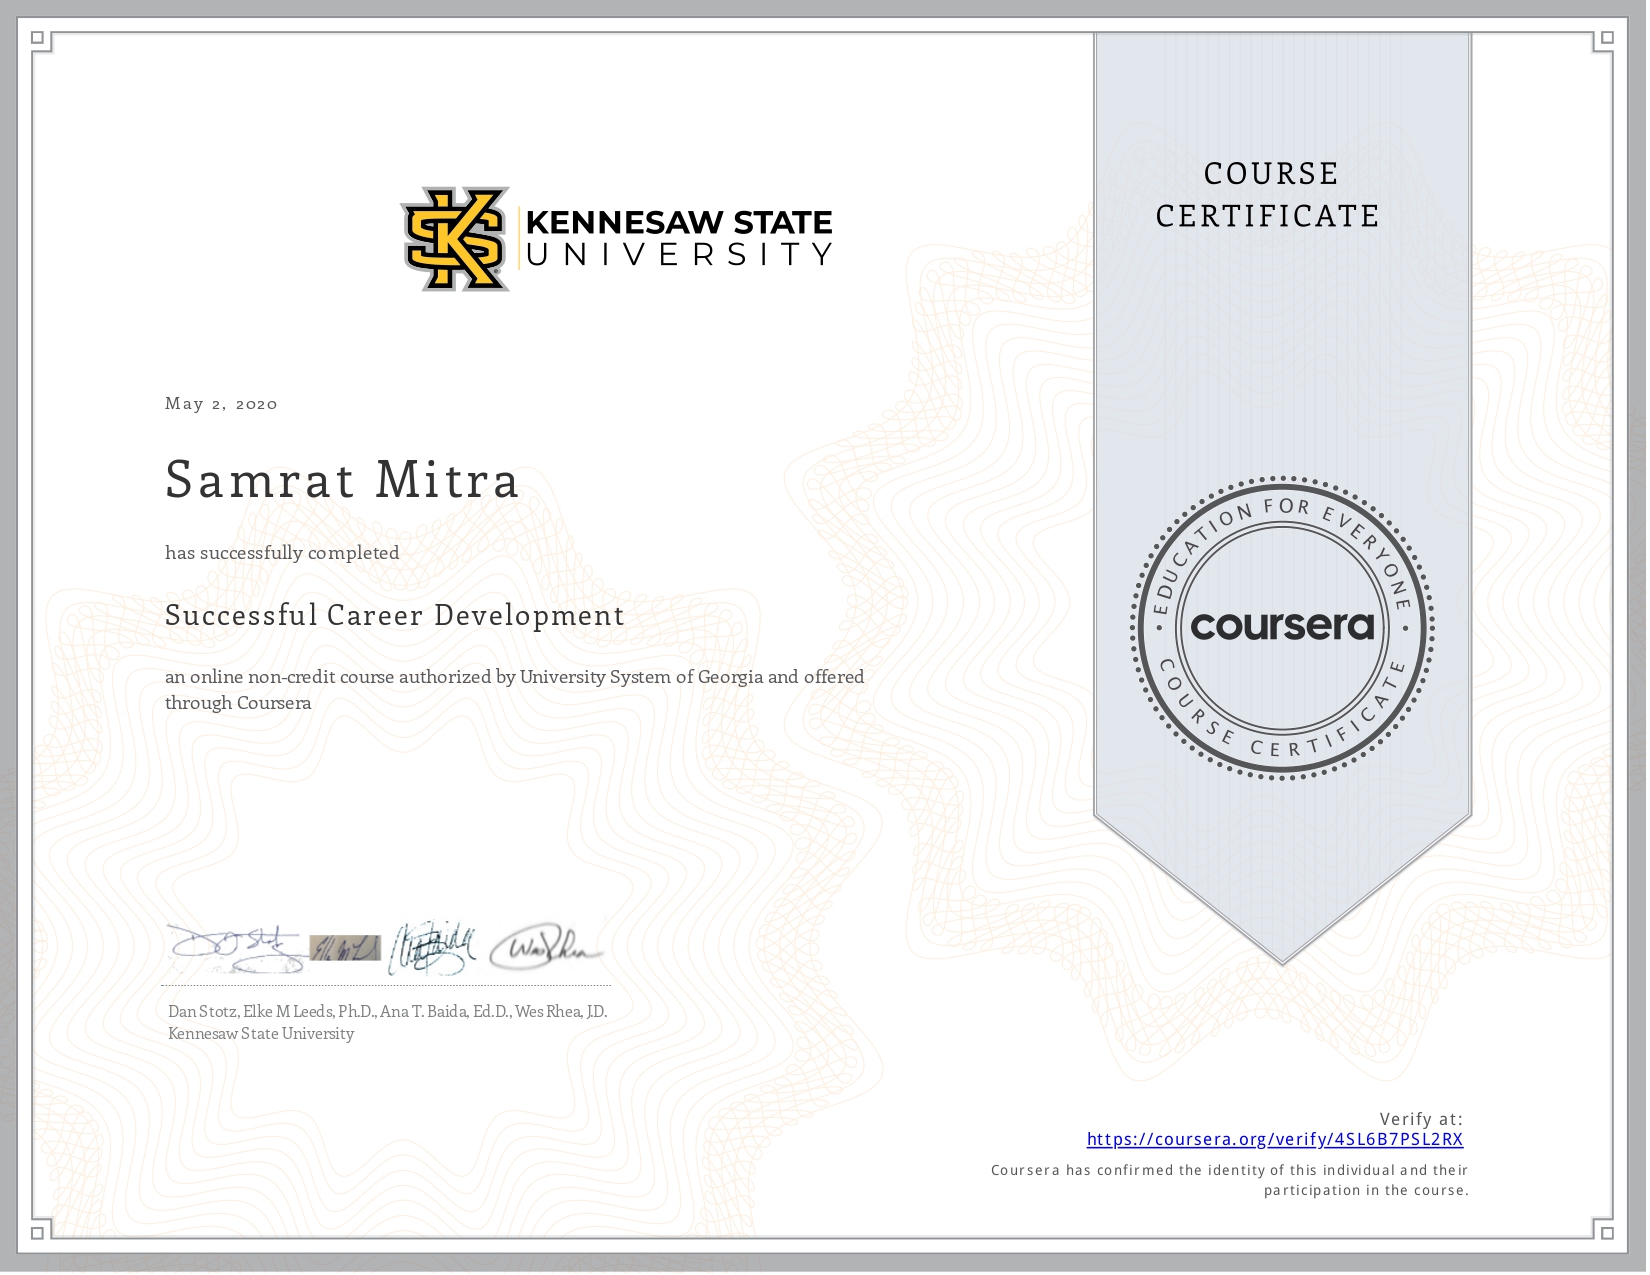 KENNESAW STATE
UNIVERSITY
COURSE
CERTIFICATE
May 2, 2020
Samrat Mitra
has successfully completed
Successful Career Development
an online non-credit course authorized by University System of Georgia and offered
through Coursera
EDUCATION FOR EVERYONE
coursera
COURSE CERTIFICATE
Dan Stotz, Elke M Leeds, Ph.D., Ana T. Baida, Ed.D., Wes Rhea, J.D.
Kennesaw State University
Verify at:
https://coursera.org/verify/4SL6B7PSL2RX
Coursera has confirmed the identity of this individual and their
participation in the course.